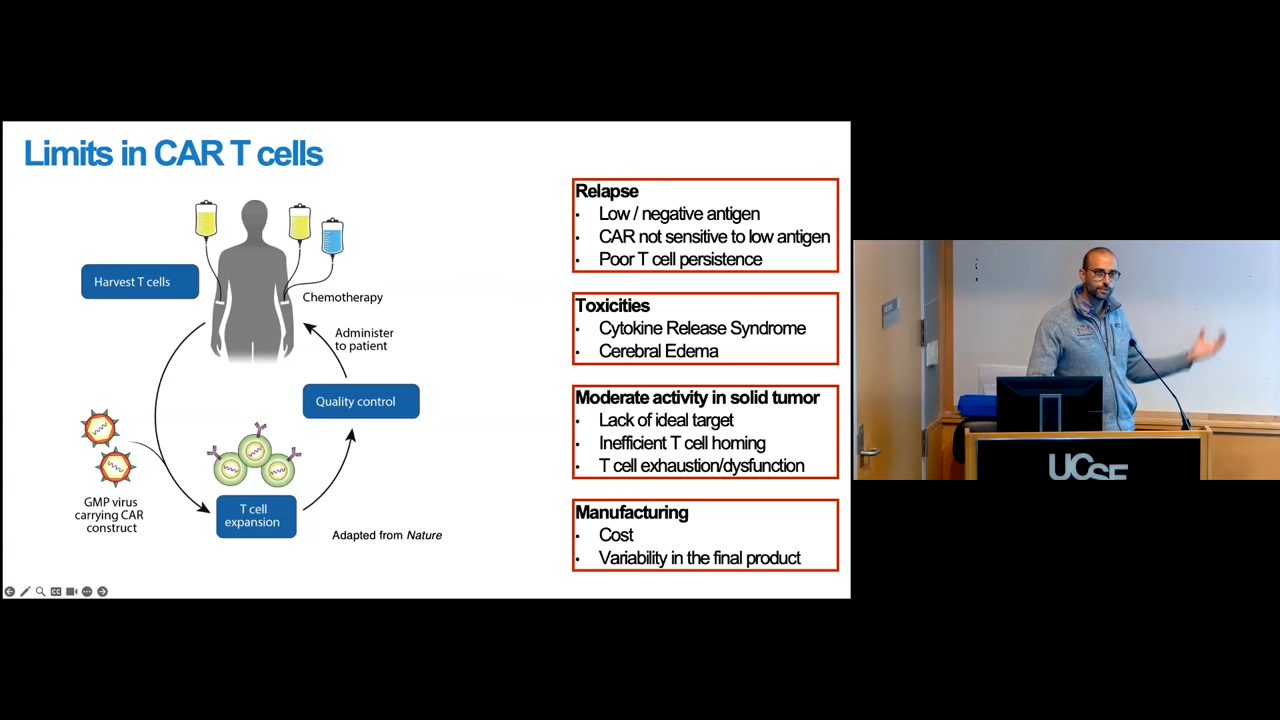 Limits in CAR T cells
Harvest T cells
Chemotherapy
Administer
to patient
Quality control
GMP virus
carrying CAR
construct
T cell
expansion
Adapted from Nature
Relapse
• Low / negative antigen
• CAR not sensitive to low antigen
• Poor T cell persistence
Toxicities
• Cytokine Release Syndrome
• Cerebral Edema
Moderate activity in solid tumor
• Lack of ideal target
• Inefficient T cell homing
• T cell exhaustion/dysfunction
Manufacturing
• Cost
• Variability in the final product
UCSF